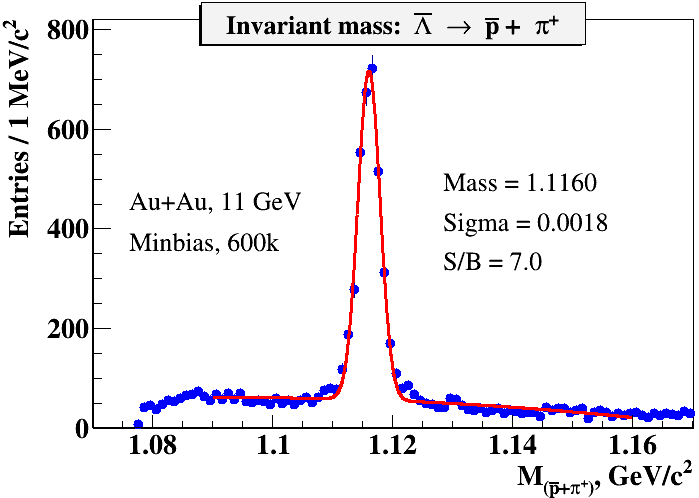 Invariant mass: Λ̅ → p̅ + π⁺
Entries / 1 MeV/c²
800
600
400
200
0
Au+Au, 11 GeV
Minbias, 600k
Mass = 1.1160
Sigma = 0.0018
S/B = 7.0
1.08 1.1 1.12 1.14 1.16
M(p̅+π⁺), GeV/c²